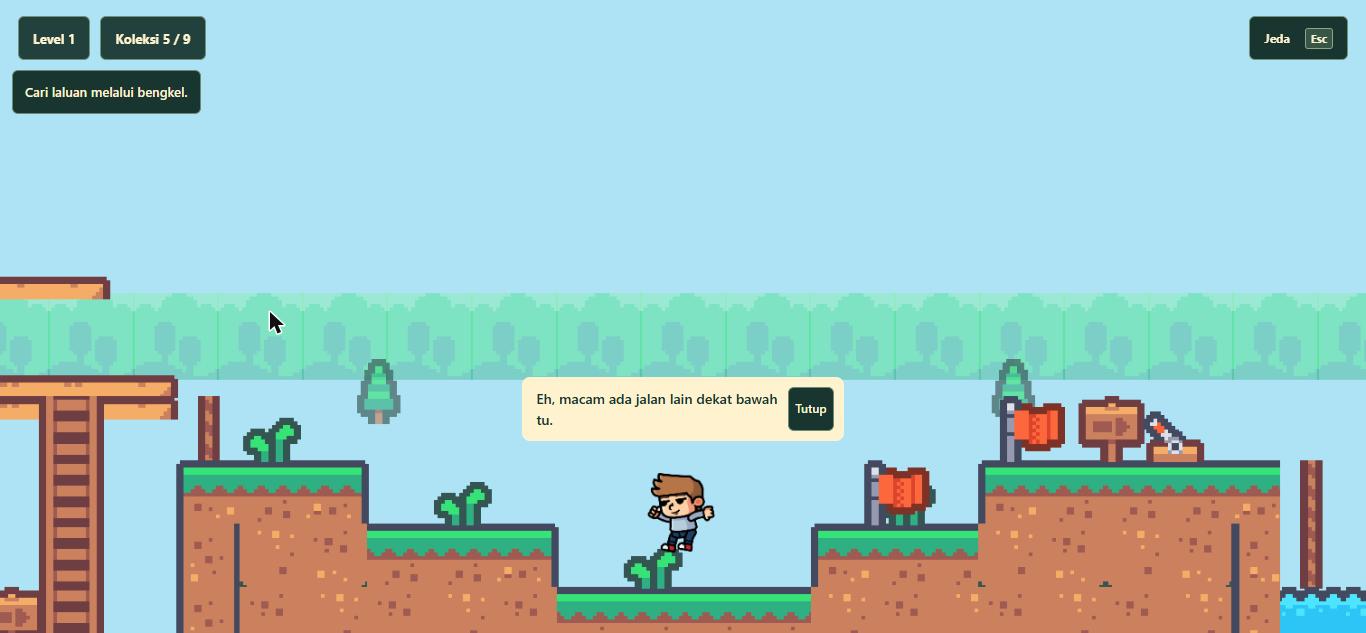 Level 1
Koleksi 5 / 9
Jeda Esc
Cari laluan melalui bengkel.
Eh, macam ada jalan lain dekat bawah
tu.
Tutup